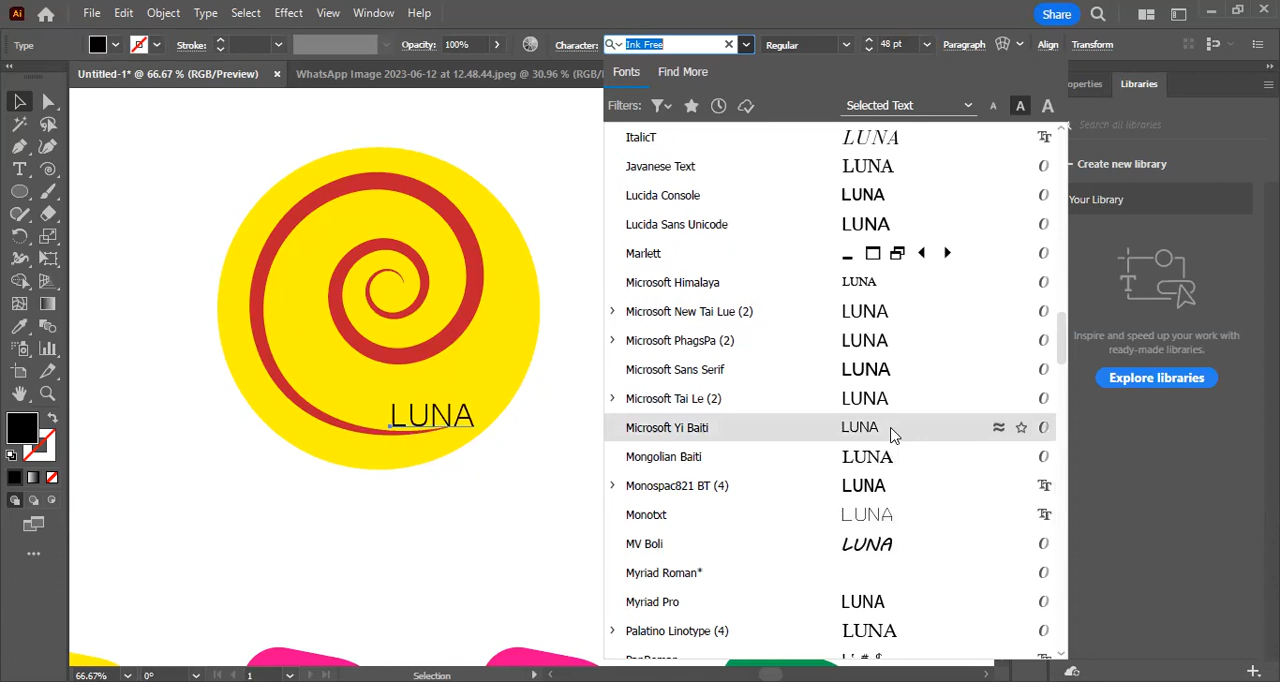 Ai File Edit Object Type Select Effect View Window Help Share
Type Stroke: Opacity: 100% Character: Ink Free Regular 48 pt Paragraph Align Transform
Untitled-1* @ 66.67 % (RGB/Preview) × WhatsApp Image 2023-06-12 at 12.48.44.jpeg @ 30.96 % (RGB/
Fonts Find More
Properties Libraries
Filters: Selected Text A A A
Search all libraries
ItalicT LUNA
Javanese Text LUNA
Create new library
Lucida Console LUNA
Your Library
Lucida Sans Unicode LUNA
Marlett
Microsoft Himalaya LUNA
Microsoft New Tai Lue (2) LUNA
Microsoft PhagsPa (2) LUNA
Inspire and speed up your work with
ready-made libraries.
Microsoft Sans Serif LUNA
Explore libraries
Microsoft Tai Le (2) LUNA
LUNA
Microsoft Yi Baiti LUNA
Mongolian Baiti LUNA
Monospac821 BT (4) LUNA
Monotxt LUNA
MV Boli LUNA
Myriad Roman*
Myriad Pro LUNA
Palatino Linotype (4) LUNA
66.67% 0° 1 Selection